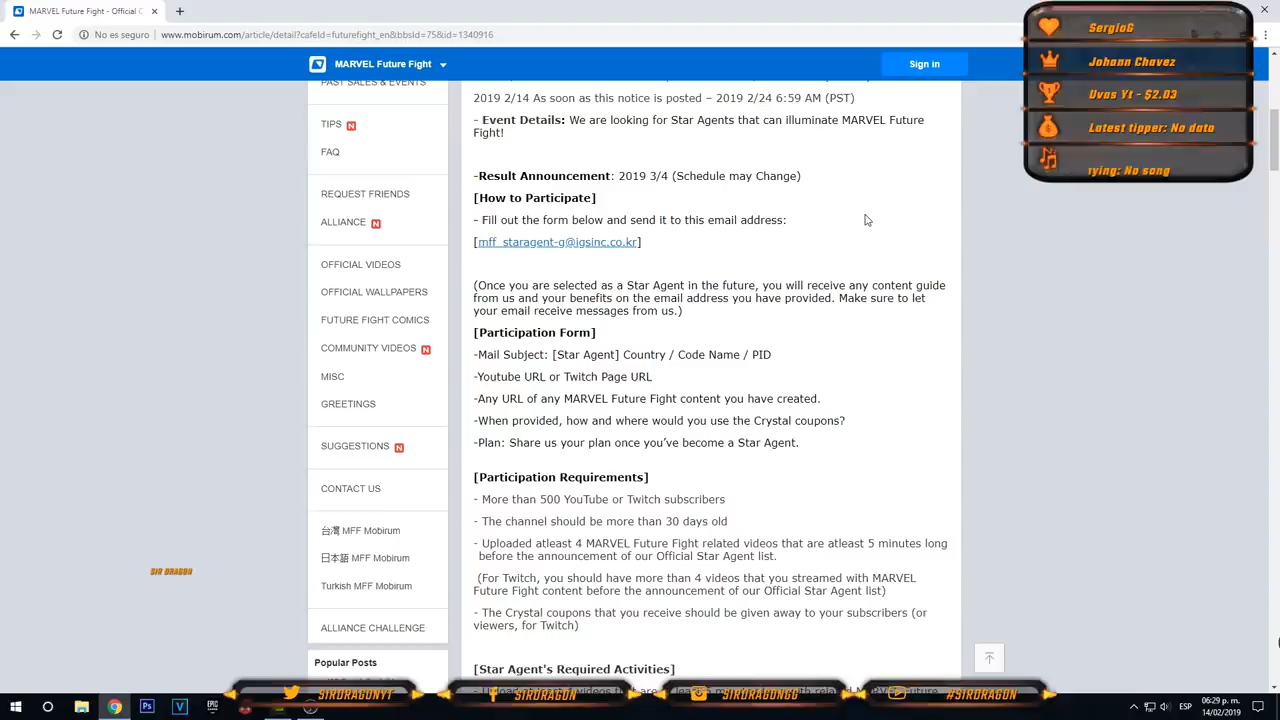 MARVEL Future Fight - Official C
No es seguro
www.mobirum.com/article/detail?cafeId=futurefight_en&bbsId=
5&id=1340916
MARVEL Future Fight
Sign in
PAST SALES & EVENTS
TIPS N
FAQ
REQUEST FRIENDS
ALLIANCE N
OFFICIAL VIDEOS
OFFICIAL WALLPAPERS
FUTURE FIGHT COMICS
COMMUNITY VIDEOS N
MISC
GREETINGS
SUGGESTIONS N
CONTACT US
台灣 MFF Mobirum
日本語 MFF Mobirum
Turkish MFF Mobirum
ALLIANCE CHALLENGE
Popular Posts
2019 2/14 As soon as this notice is posted – 2019 2/24 6:59 AM (PST)
- Event Details: We are looking for Star Agents that can illuminate MARVEL Future
Fight!
-Result Announcement: 2019 3/4 (Schedule may Change)
[How to Participate]
- Fill out the form below and send it to this email address:
[mff_staragent-g@igsinc.co.kr]
(Once you are selected as a Star Agent in the future, you will receive any content guide
from us and your benefits on the email address you have provided. Make sure to let
your email receive messages from us.)
[Participation Form]
-Mail Subject: [Star Agent] Country / Code Name / PID
-Youtube URL or Twitch Page URL
-Any URL of any MARVEL Future Fight content you have created.
-When provided, how and where would you use the Crystal coupons?
-Plan: Share us your plan once you’ve become a Star Agent.
[Participation Requirements]
- More than 500 YouTube or Twitch subscribers
- The channel should be more than 30 days old
- Uploaded atleast 4 MARVEL Future Fight related videos that are atleast 5 minutes long
before the announcement of our Official Star Agent list.
(For Twitch, you should have more than 4 videos that you streamed with MARVEL
Future Fight content before the announcement of our Official Star Agent list)
- The Crystal coupons that you receive should be given away to your subscribers (or
viewers, for Twitch)
[Star Agent's Required Activities]
SergioG
Johann Chavez
Uvas Yt - $2.03
Latest tipper: No data
rying: No song
SIR DRAGON
SIRDRAGONYT
SIRDRAGON
SIRDRAGONGG
#SIRDRAGON
ESP
06:29 p. m.
14/02/2019